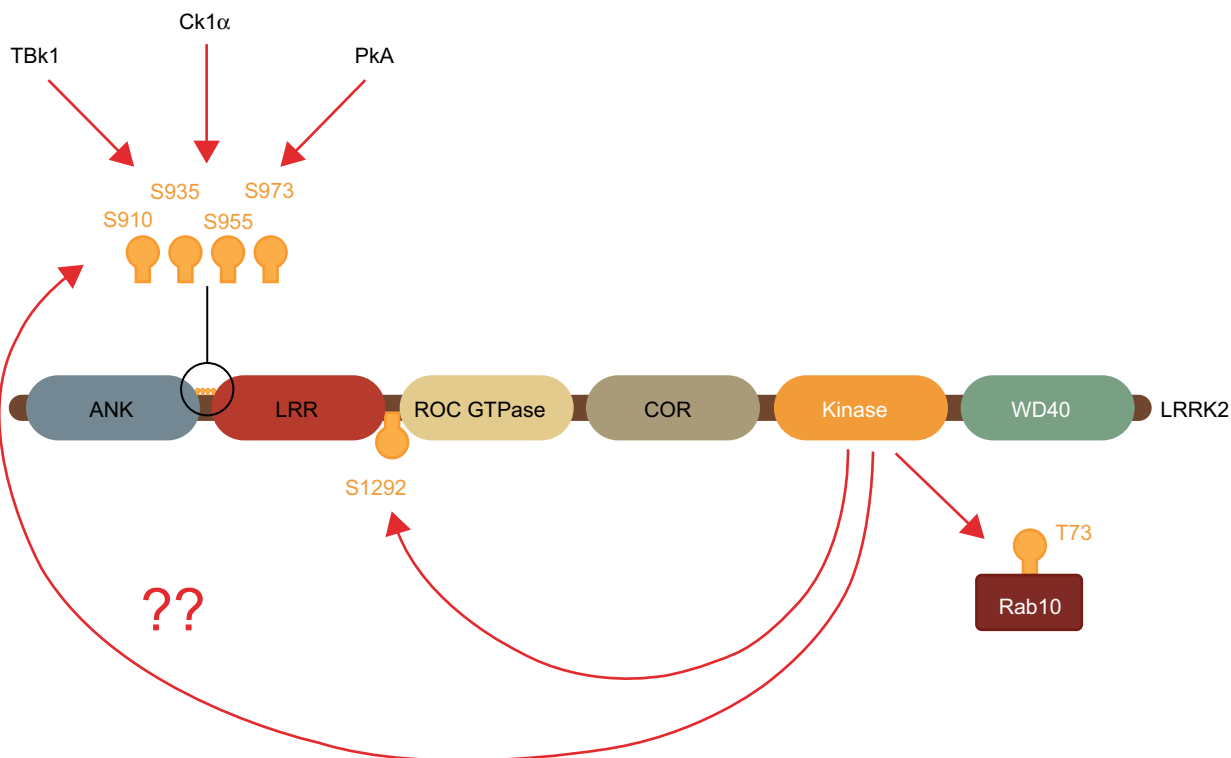 Ck1α
TBk1
PkA
S935
S973
S910
S955
ANK
LRR
ROC GTPase
COR
Kinase
WD40
LRRK2
S1292
T73
??
Rab10